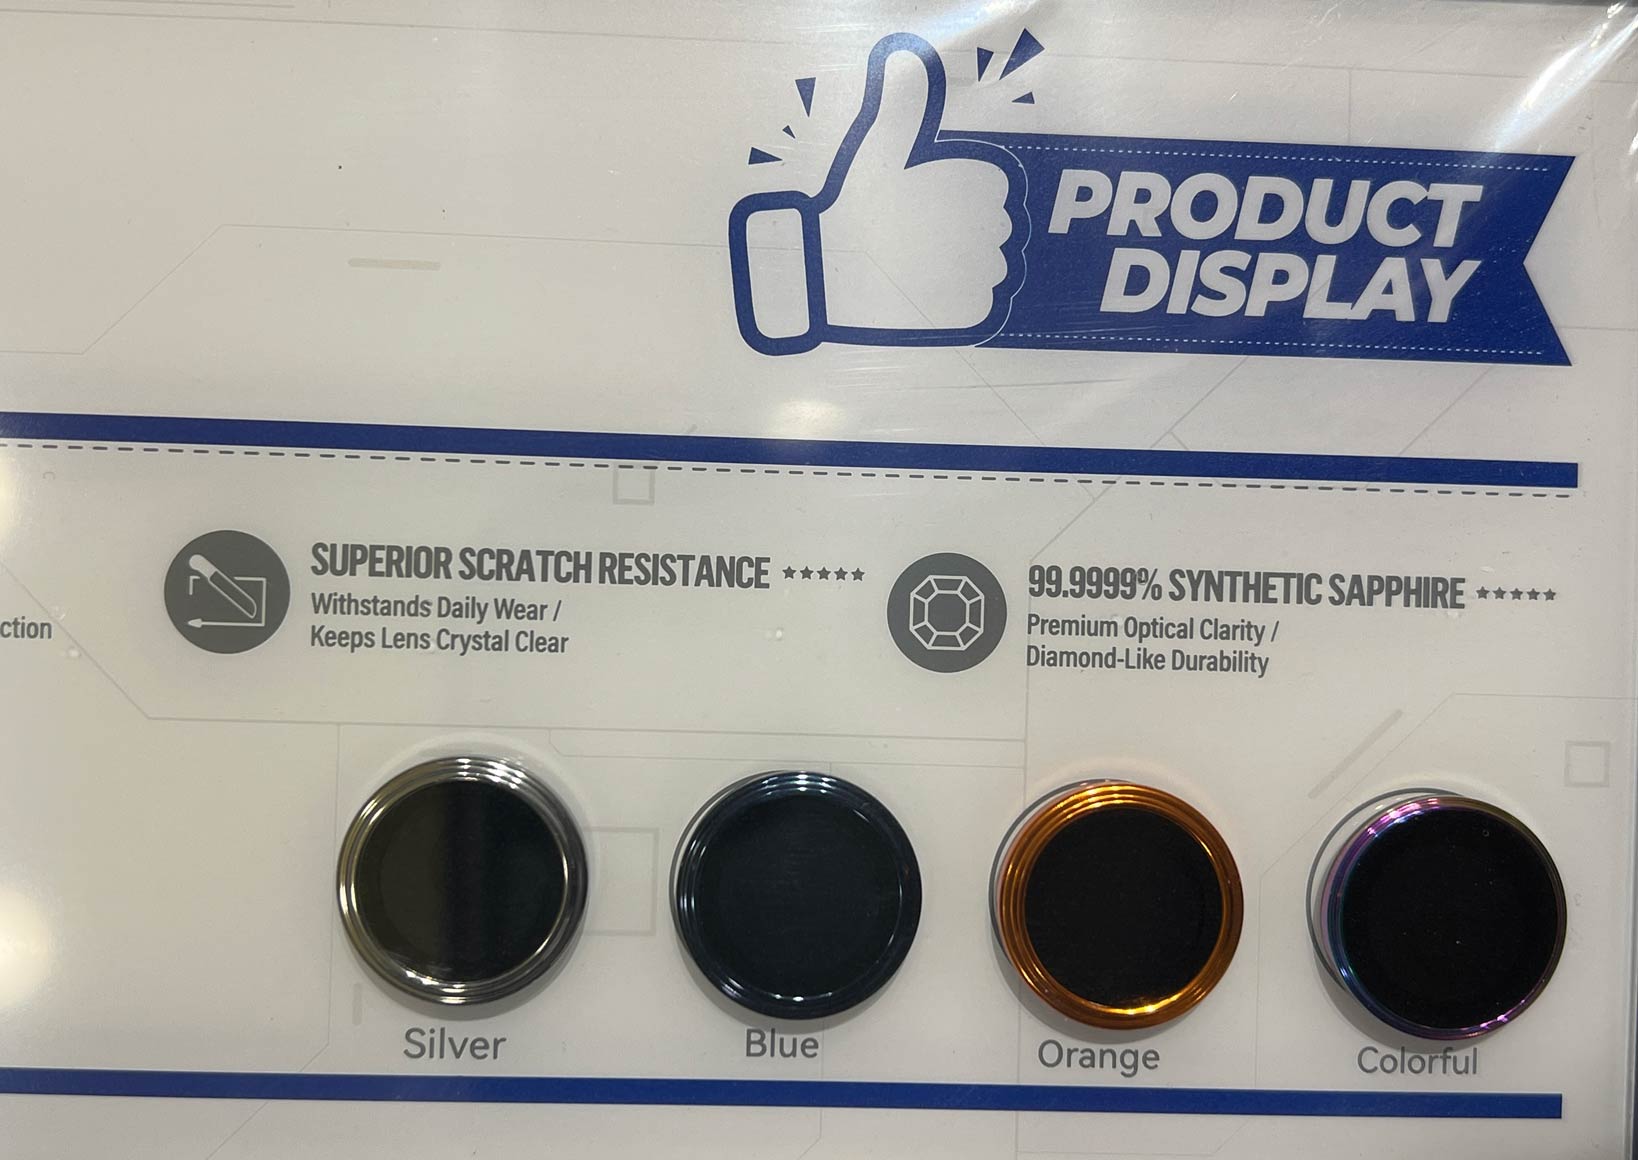 PRODUCT
DISPLAY
ction
SUPERIOR SCRATCH RESISTANCE ★★★★★
Withstands Daily Wear /
Keeps Lens Crystal Clear
99.9999% SYNTHETIC SAPPHIRE ★★★★★
Premium Optical Clarity /
Diamond-Like Durability
Silver
Blue
Orange
Colorful